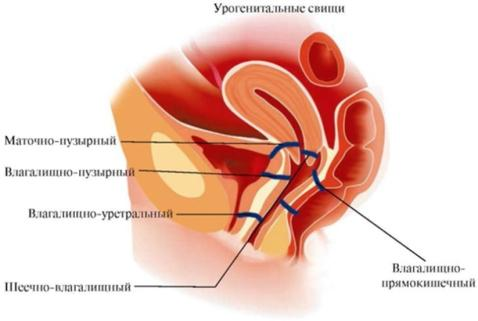 Урогенитальные свищи
Маточно-пузырный
Влагалищно-пузырный
Влагалищно-уретральный
Шеечно-влагалищный
Влагалищно-
прямокишечный